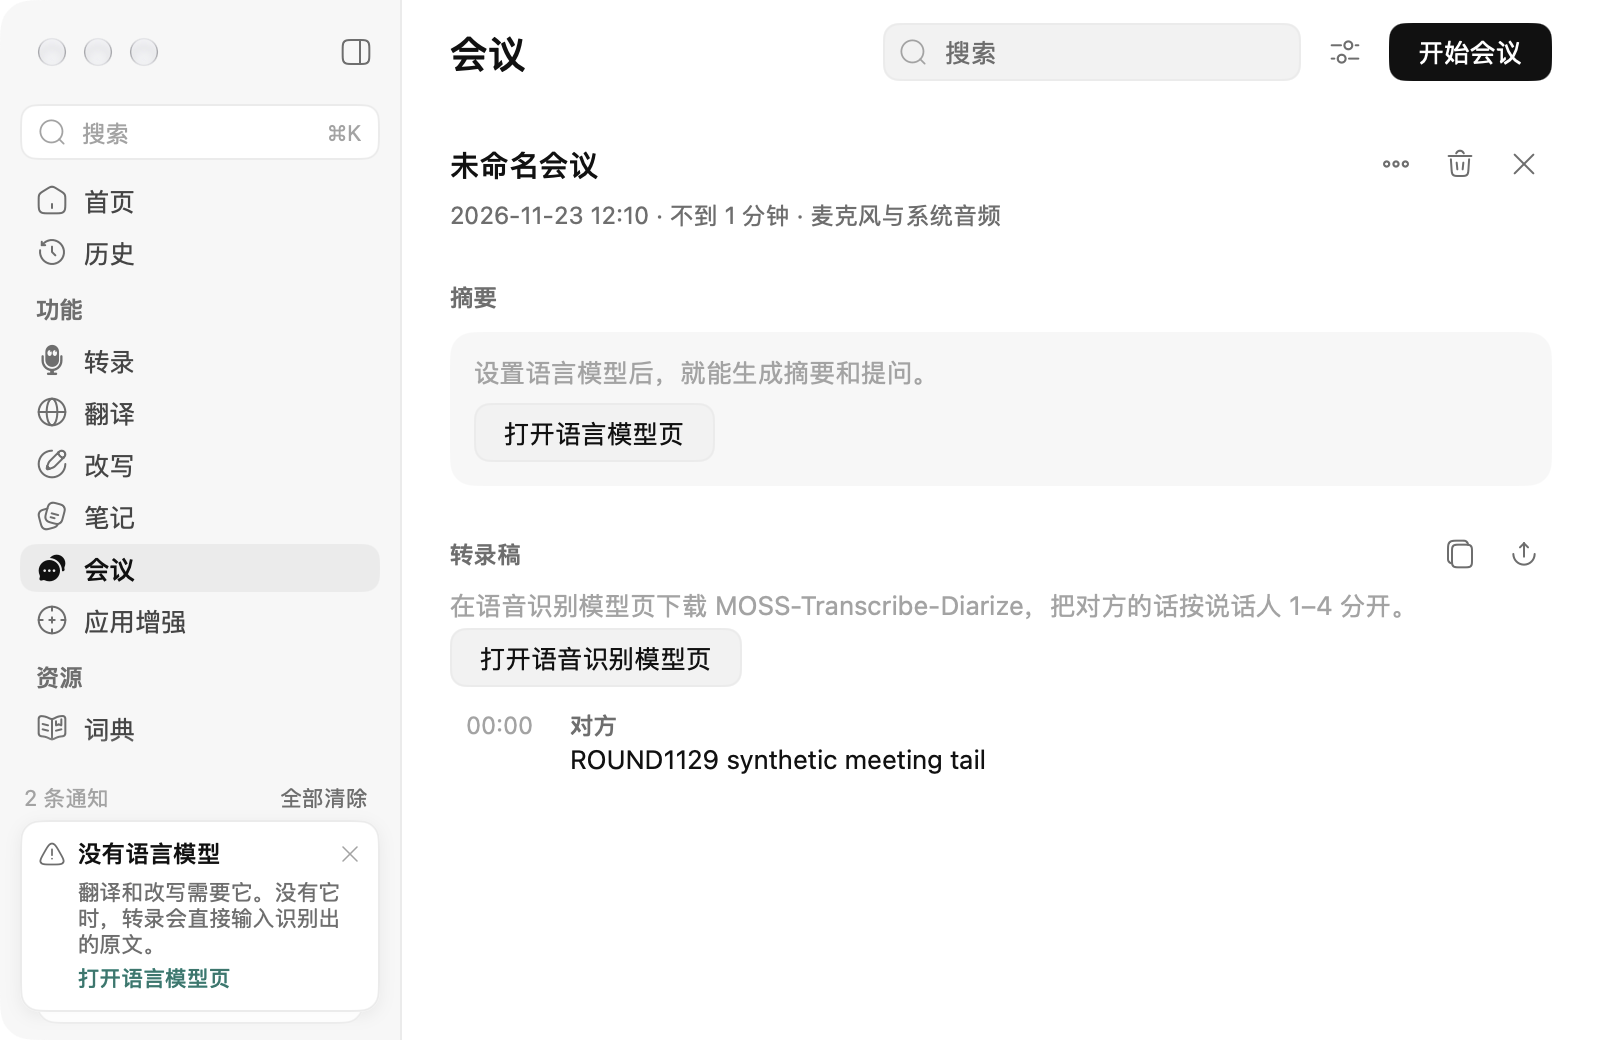 搜索 ⌘K
首页
历史
功能
转录
翻译
改写
笔记
会议
应用增强
资源
词典
2 条通知 全部清除
没有语言模型
翻译和改写需要它。没有它
时，转录会直接输入识别出
的原文。
打开语言模型页
会议 搜索 开始会议
未命名会议
2026-11-23 12:10 · 不到 1 分钟 · 麦克风与系统音频
摘要
设置语言模型后，就能生成摘要和提问。
打开语言模型页
转录稿
在语音识别模型页下载 MOSS-Transcribe-Diarize，把对方的话按说话人 1–4 分开。
打开语音识别模型页
00:00 对方
ROUND1129 synthetic meeting tail